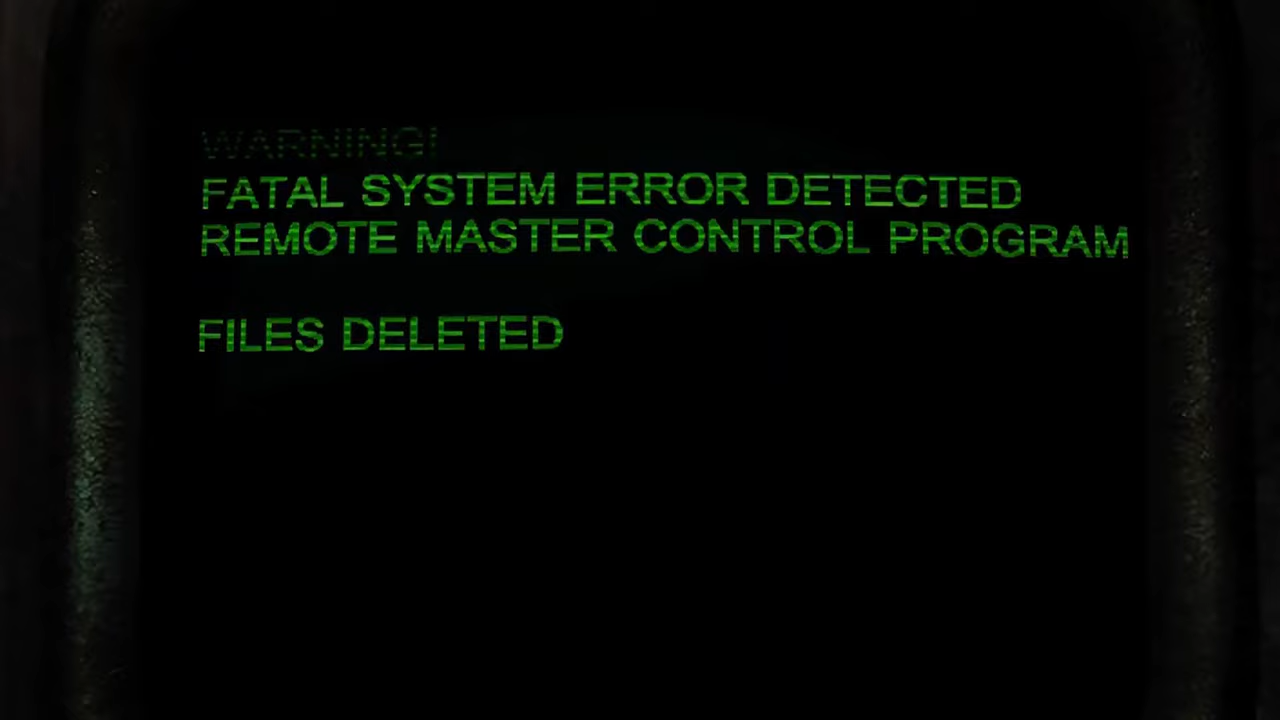 WARNING!
FATAL SYSTEM ERROR DETECTED
REMOTE MASTER CONTROL PROGRAM
FILES DELETED